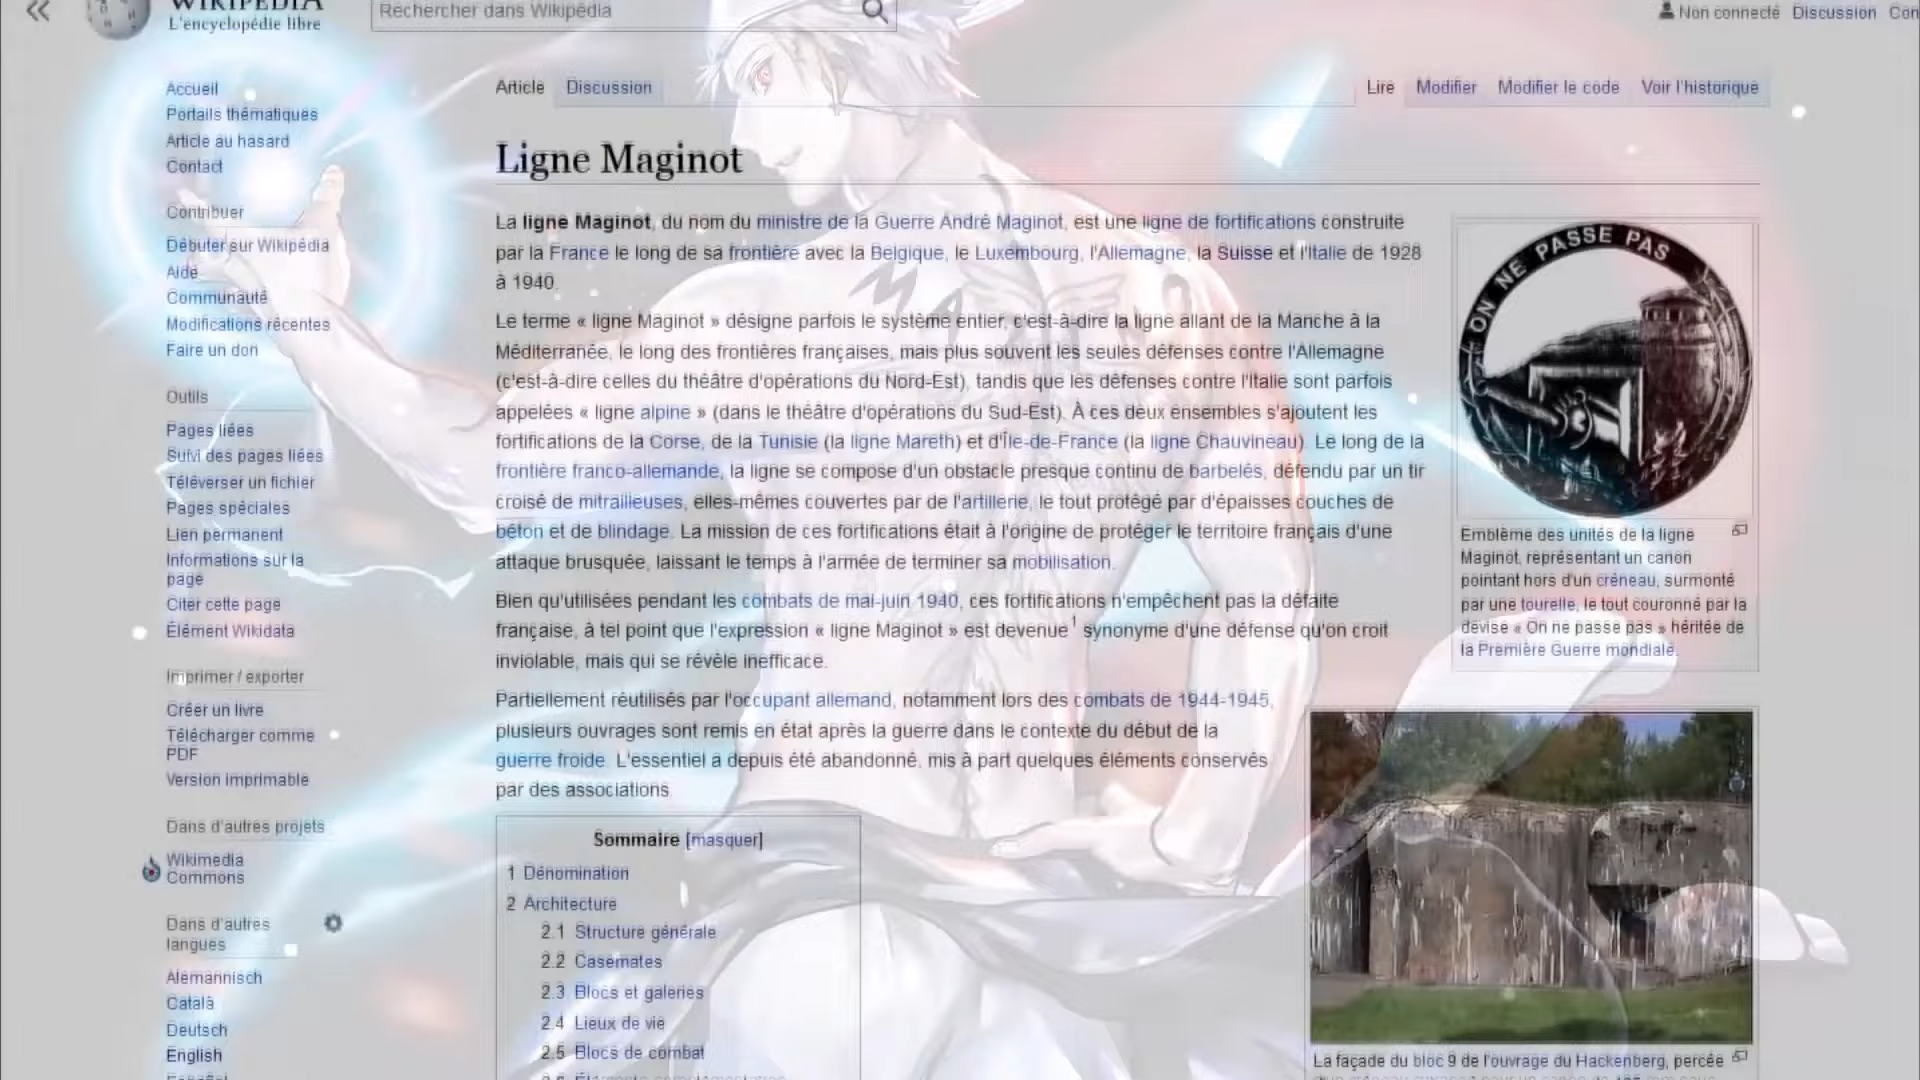 WIKIPEDIA
L'encyclopédie libre
Rechercher dans Wikipédia
Non connecté Discussion Con
Accueil
Portails thématiques
Article au hasard
Contact
Contribuer
Débuter sur Wikipédia
Aide
Communauté
Modifications récentes
Faire un don
Outils
Pages liées
Suivi des pages liées
Téléverser un fichier
Pages spéciales
Lien permanent
Informations sur la
page
Citer cette page
Élément Wikidata
Imprimer / exporter
Créer un livre
Télécharger comme
PDF
Version imprimable
Dans d'autres projets
Wikimedia
Commons
Dans d'autres
langues
Alemannisch
Català
Deutsch
English
Español
Article Discussion
Lire Modifier Modifier le code Voir l'historique
Ligne Maginot
La ligne Maginot, du nom du ministre de la Guerre André Maginot, est une ligne de fortifications construite
par la France le long de sa frontière avec la Belgique, le Luxembourg, l'Allemagne, la Suisse et l'Italie de 1928
à 1940.
Le terme « ligne Maginot » désigne parfois le système entier, c'est-à-dire la ligne allant de la Manche à la
Méditerranée, le long des frontières françaises, mais plus souvent les seules défenses contre l'Allemagne
(c'est-à-dire celles du théâtre d'opérations du Nord-Est), tandis que les défenses contre l'Italie sont parfois
appelées « ligne alpine » (dans le théâtre d'opérations du Sud-Est). À ces deux ensembles s'ajoutent les
fortifications de la Corse, de la Tunisie (la ligne Mareth) et d'Île-de-France (la ligne Chauvineau). Le long de la
frontière franco-allemande, la ligne se compose d'un obstacle presque continu de barbelés, défendu par un tir
croisé de mitrailleuses, elles-mêmes couvertes par de l'artillerie, le tout protégé par d'épaisses couches de
béton et de blindage. La mission de ces fortifications était à l'origine de protéger le territoire français d'une
attaque brusquée, laissant le temps à l'armée de terminer sa mobilisation.
Bien qu'utilisées pendant les combats de mai-juin 1940, ces fortifications n'empêchent pas la défaite
française, à tel point que l'expression « ligne Maginot » est devenue1 synonyme d'une défense qu'on croit
inviolable, mais qui se révèle inefficace.
Partiellement réutilisés par l'occupant allemand, notamment lors des combats de 1944-1945,
plusieurs ouvrages sont remis en état après la guerre dans le contexte du début de la
guerre froide. L'essentiel a depuis été abandonné, mis à part quelques éléments conservés
par des associations
Sommaire [masquer]
1 Dénomination
2 Architecture
2.1 Structure générale
2.2 Casemates
2.3 Blocs et galeries
2.4 Lieux de vie
2.5 Blocs de combat
ON NE PASSE PAS
Emblème des unités de la ligne
Maginot, représentant un canon
pointant hors d'un créneau, surmonté
par une tourelle, le tout couronné par la
devise « On ne passe pas » héritée de
la Première Guerre mondiale.
La façade du bloc 9 de l'ouvrage du Hackenberg, percée